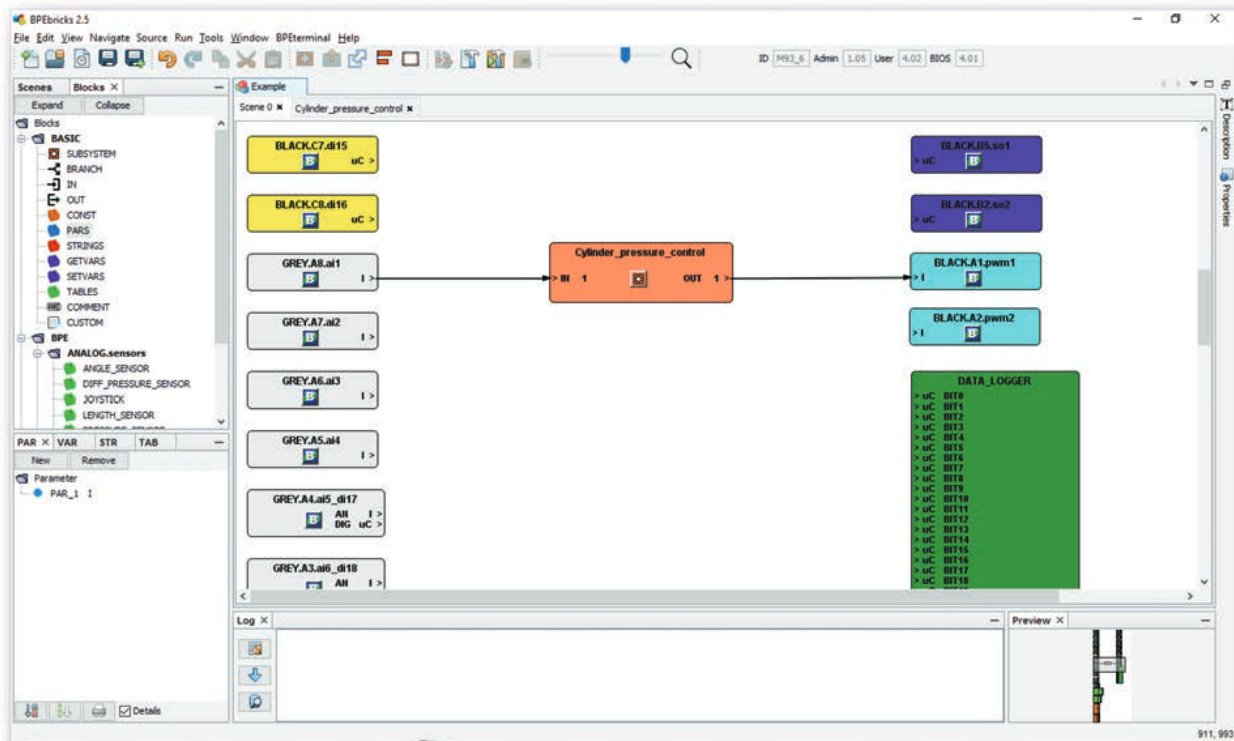 BPEbricks 2.5
File Edit View Navigate Source Run Tools Window BPEterminal Help
ID M93_6 Admin 1.05 User 4.02 BIOS 4.01
Scenes Blocks
Expand Collapse
Blocks
BASIC
SUBSYSTEM
BRANCH
IN
OUT
CONST
PARS
STRINGS
GETVARS
SETVARS
TABLES
COMMENT
CUSTOM
BPE
ANALOG.sensors
ANGLE_SENSOR
DIFF_PRESSURE_SENSOR
JOYSTICK
LENGTH_SENSOR
PAR VAR STR TAB
New Remove
Parameter
PAR_1 I
Details
Example
Scene 0 Cylinder_pressure_control
BLACK.C7.di15
B
uC >
BLACK.C8.di16
B
uC >
GREY.A8.ai1
B
I >
GREY.A7.ai2
B
I >
GREY.A6.ai3
B
I >
GREY.A5.ai4
B
I >
GREY.A4.ai5_di17
B
AN I >
DIG uC >
GREY.A3.ai6_di18
AN I >
Cylinder_pressure_control
> IN 1 OUT 1 >
BLACK.B5.so1
> uC B
BLACK.B2.so2
> uC B
BLACK.A1.pwm1
> I B
BLACK.A2.pwm2
> I B
DATA_LOGGER
> uC BIT0
> uC BIT1
> uC BIT2
> uC BIT3
> uC BIT4
> uC BIT5
> uC BIT6
> uC BIT7
> uC BIT8
> uC BIT9
> uC BIT10
> uC BIT11
> uC BIT12
> uC BIT13
> uC BIT14
> uC BIT15
> uC BIT16
> uC BIT17
> uC BIT18
Description
Properties
Log
Preview
911, 993